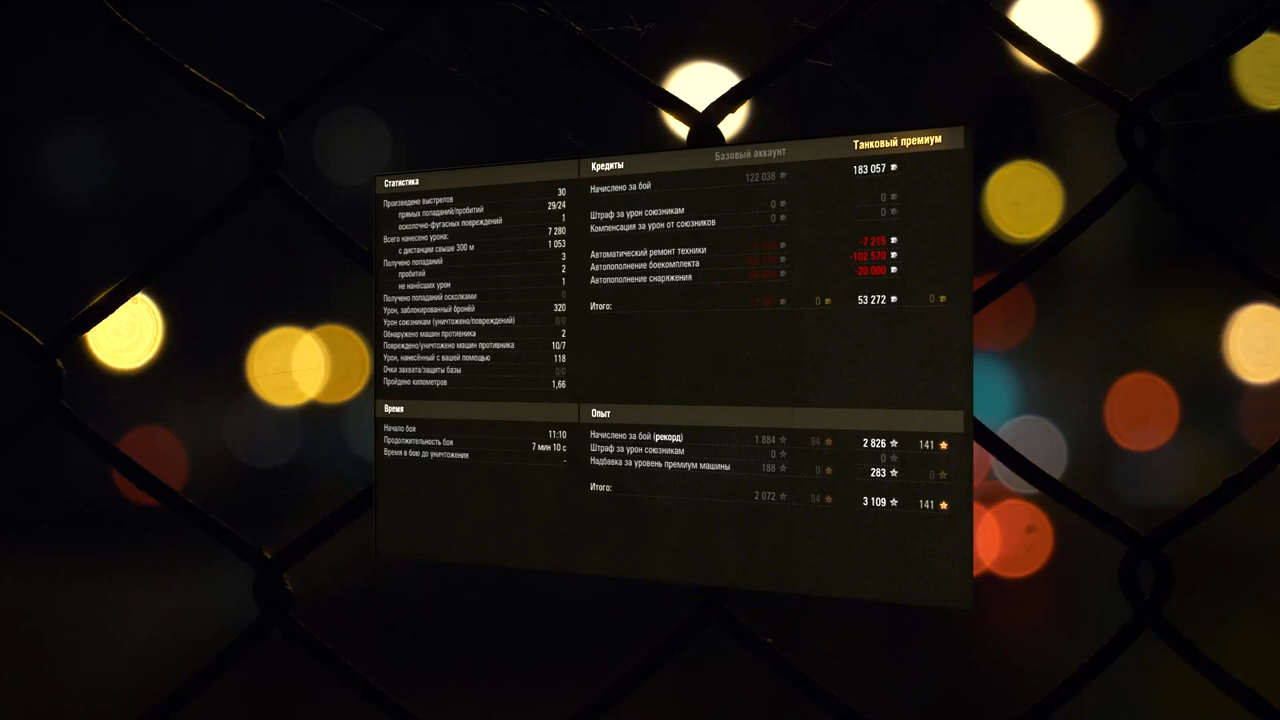 Статистика
Произведено выстрелов 30
прямых попаданий/пробитий 29/24
осколочно-фугасных повреждений 1
Всего нанесено урона: 7 280
с дистанции свыше 300 м 1 053
Получено попаданий 3
пробитий 2
не нанёсших урон 1
Получено попаданий осколками 0
Урон, заблокированный бронёй 320
Урон союзникам (уничтожено/повреждений) 0/0
Обнаружено машин противника 2
Повреждено/уничтожено машин противника 10/7
Урон, нанесённый с вашей помощью 118
Очки захвата/защиты базы 0/0
Пройдено километров 1,66
Время
Начало боя 11:10
Продолжительность боя 7 мин 10 с
Время в бою до уничтожения -
Кредиты Базовый аккаунт Танковый премиум
Начислено за бой 122 038 183 057
Штраф за урон союзникам 0 0
Компенсация за урон от союзников 0 0
Автоматический ремонт техники -7 215
Автопополнение боекомплекта -102 570
Автопополнение снаряжения -20 000
Итого: 0 53 272 0
Опыт
Начислено за бой (рекорд) 1 884 94 2 826 141
Штраф за урон союзникам 0 0
Надбавка за уровень премиум машины 188 0 283 0
Итого: 2 072 94 3 109 141